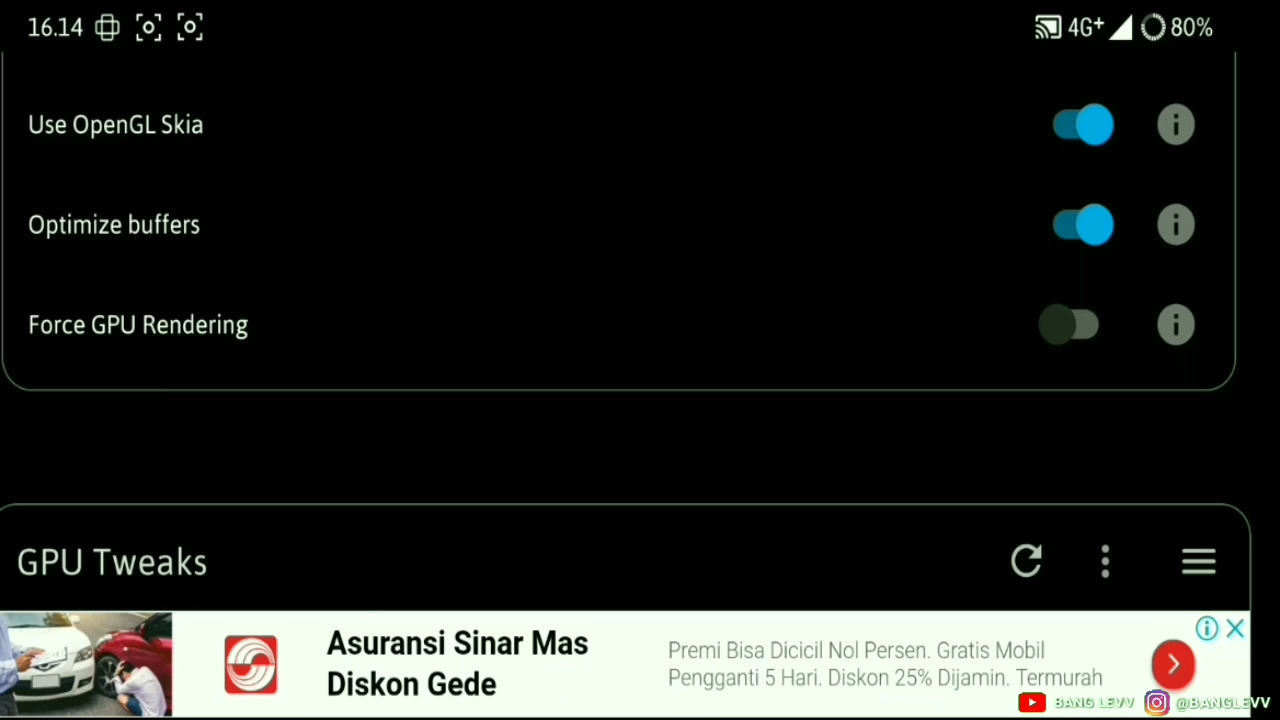 16.14 4G+ 80%
Use OpenGL Skia
Optimize buffers
Force GPU Rendering
GPU Tweaks
Asuransi Sinar Mas
Diskon Gede
Premi Bisa Dicicil Nol Persen. Gratis Mobil
Pengganti 5 Hari. Diskon 25% Dijamin. Termurah
BANG LEVV @BANGLEVV